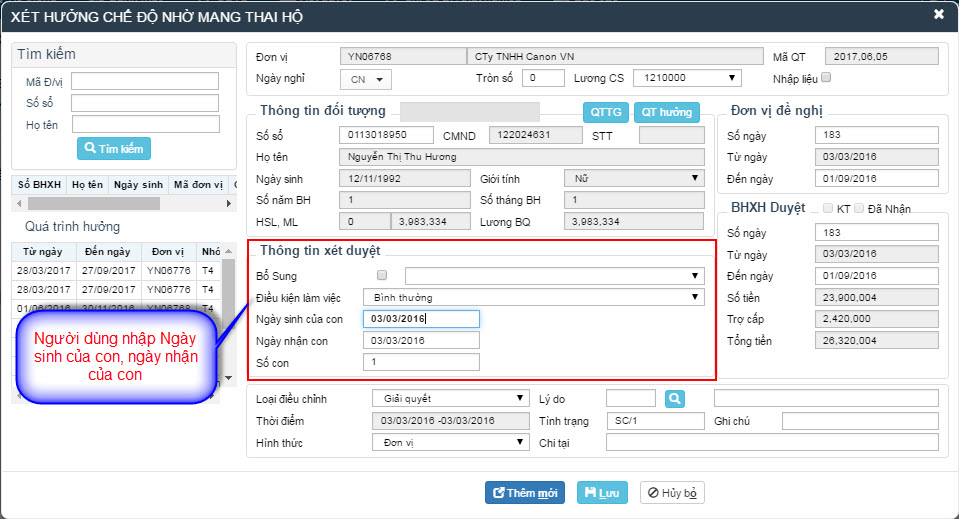 XÉT HƯỞNG CHẾ ĐỘ NHỜ MANG THAI HỘ
Tìm kiếm
Mã Đ/vị
Số sổ
Họ tên
Tìm kiếm
Số BHXH Họ tên Ngày sinh Mã đơn vị
Quá trình hưởng
Từ ngày Đến ngày Đơn vị Nhó
28/03/2017 27/09/2017 YN06776 T4
28/03/2017 27/09/2017 YN06776 T4
01/06/2016 30/11/2016 YN06768 T4
Người dùng nhập Ngày
sinh của con, ngày nhận
của con
Đơn vị YN06768 CTy TNHH Canon VN Mã QT 2017,06,05
Ngày nghỉ CN Tròn số 0 Lương CS 1210000 Nhập liệu
Thông tin đối tượng QTTG QT hưởng
Số sổ 0113018950 CMND 122024631 STT
Họ tên Nguyễn Thị Thu Hương
Ngày sinh 12/11/1992 Giới tính Nữ
Số năm BH 1 Số tháng BH 1
HSL, ML 0 3,983,334 Lương BQ 3,983,334
Đơn vị đề nghị
Số ngày 183
Từ ngày 03/03/2016
Đến ngày 01/09/2016
Thông tin xét duyệt
Bổ Sung
Điều kiện làm việc Bình thường
Ngày sinh của con 03/03/2016
Ngày nhận con 03/03/2016
Số con 1
BHXH Duyệt KT Đã Nhận
Số ngày 183
Từ ngày 03/03/2016
Đến ngày 01/09/2016
Số tiền 23,900,004
Trợ cấp 2,420,000
Tổng tiền 26,320,004
Loại điều chỉnh Giải quyết Lý do
Thời điểm 03/03/2016 -03/03/2016 Tình trạng SC/1 Ghi chú
Hình thức Đơn vị Chi tại
Thêm mới Lưu Hủy bỏ